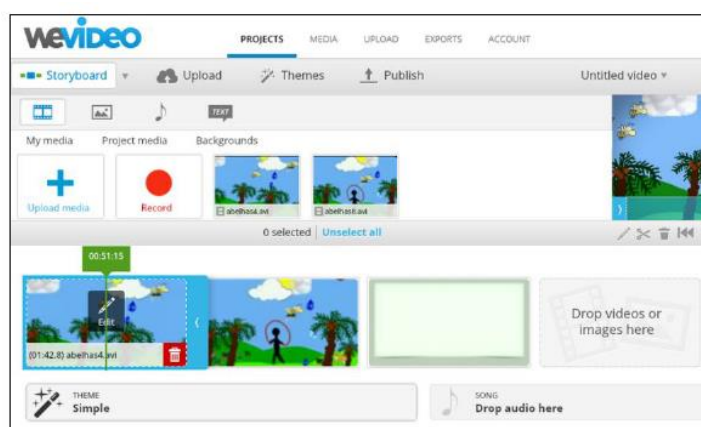 WeVIDEO
PROJECTS MEDIA UPLOAD EXPORTS ACCOUNT
Storyboard Upload Themes Publish Untitled video
TEXT
My media Project media Backgrounds
Upload media Record abelhas4.avi abelhas6.avi
0 selected Unselect all
00:51:15
Edit
(01:42.8) abelhas4.avi
Drop videos or
images here
THEME
Simple
SONG
Drop audio here